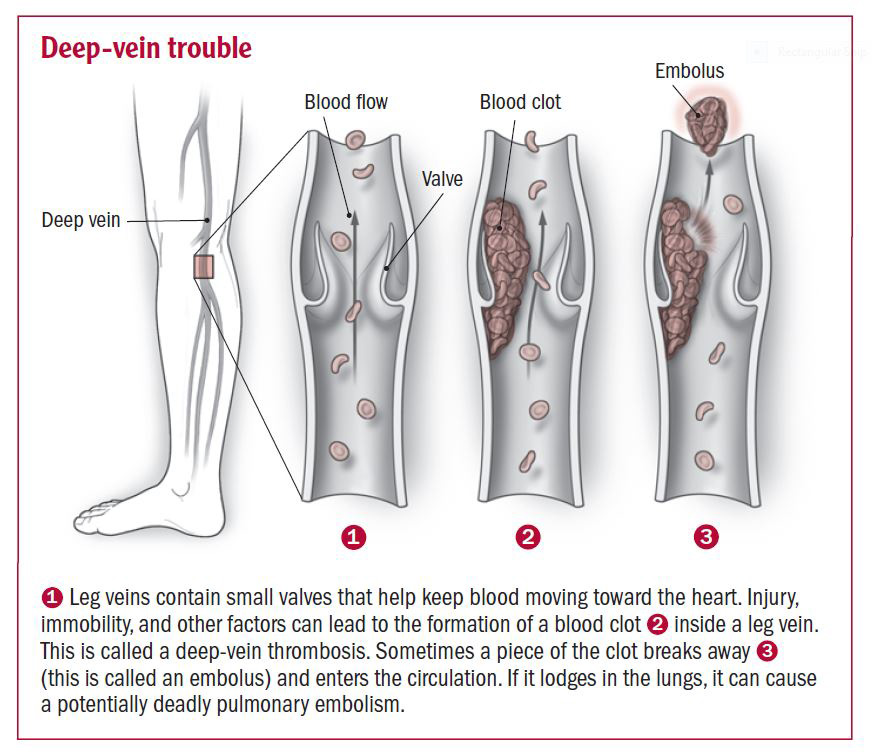 Deep-vein trouble
Embolus
Blood flow
Blood clot
Valve
Deep vein
1
2
3
1 Leg veins contain small valves that help keep blood moving toward the heart. Injury,
immobility, and other factors can lead to the formation of a blood clot 2 inside a leg vein.
This is called a deep-vein thrombosis. Sometimes a piece of the clot breaks away 3
(this is called an embolus) and enters the circulation. If it lodges in the lungs, it can cause
a potentially deadly pulmonary embolism.